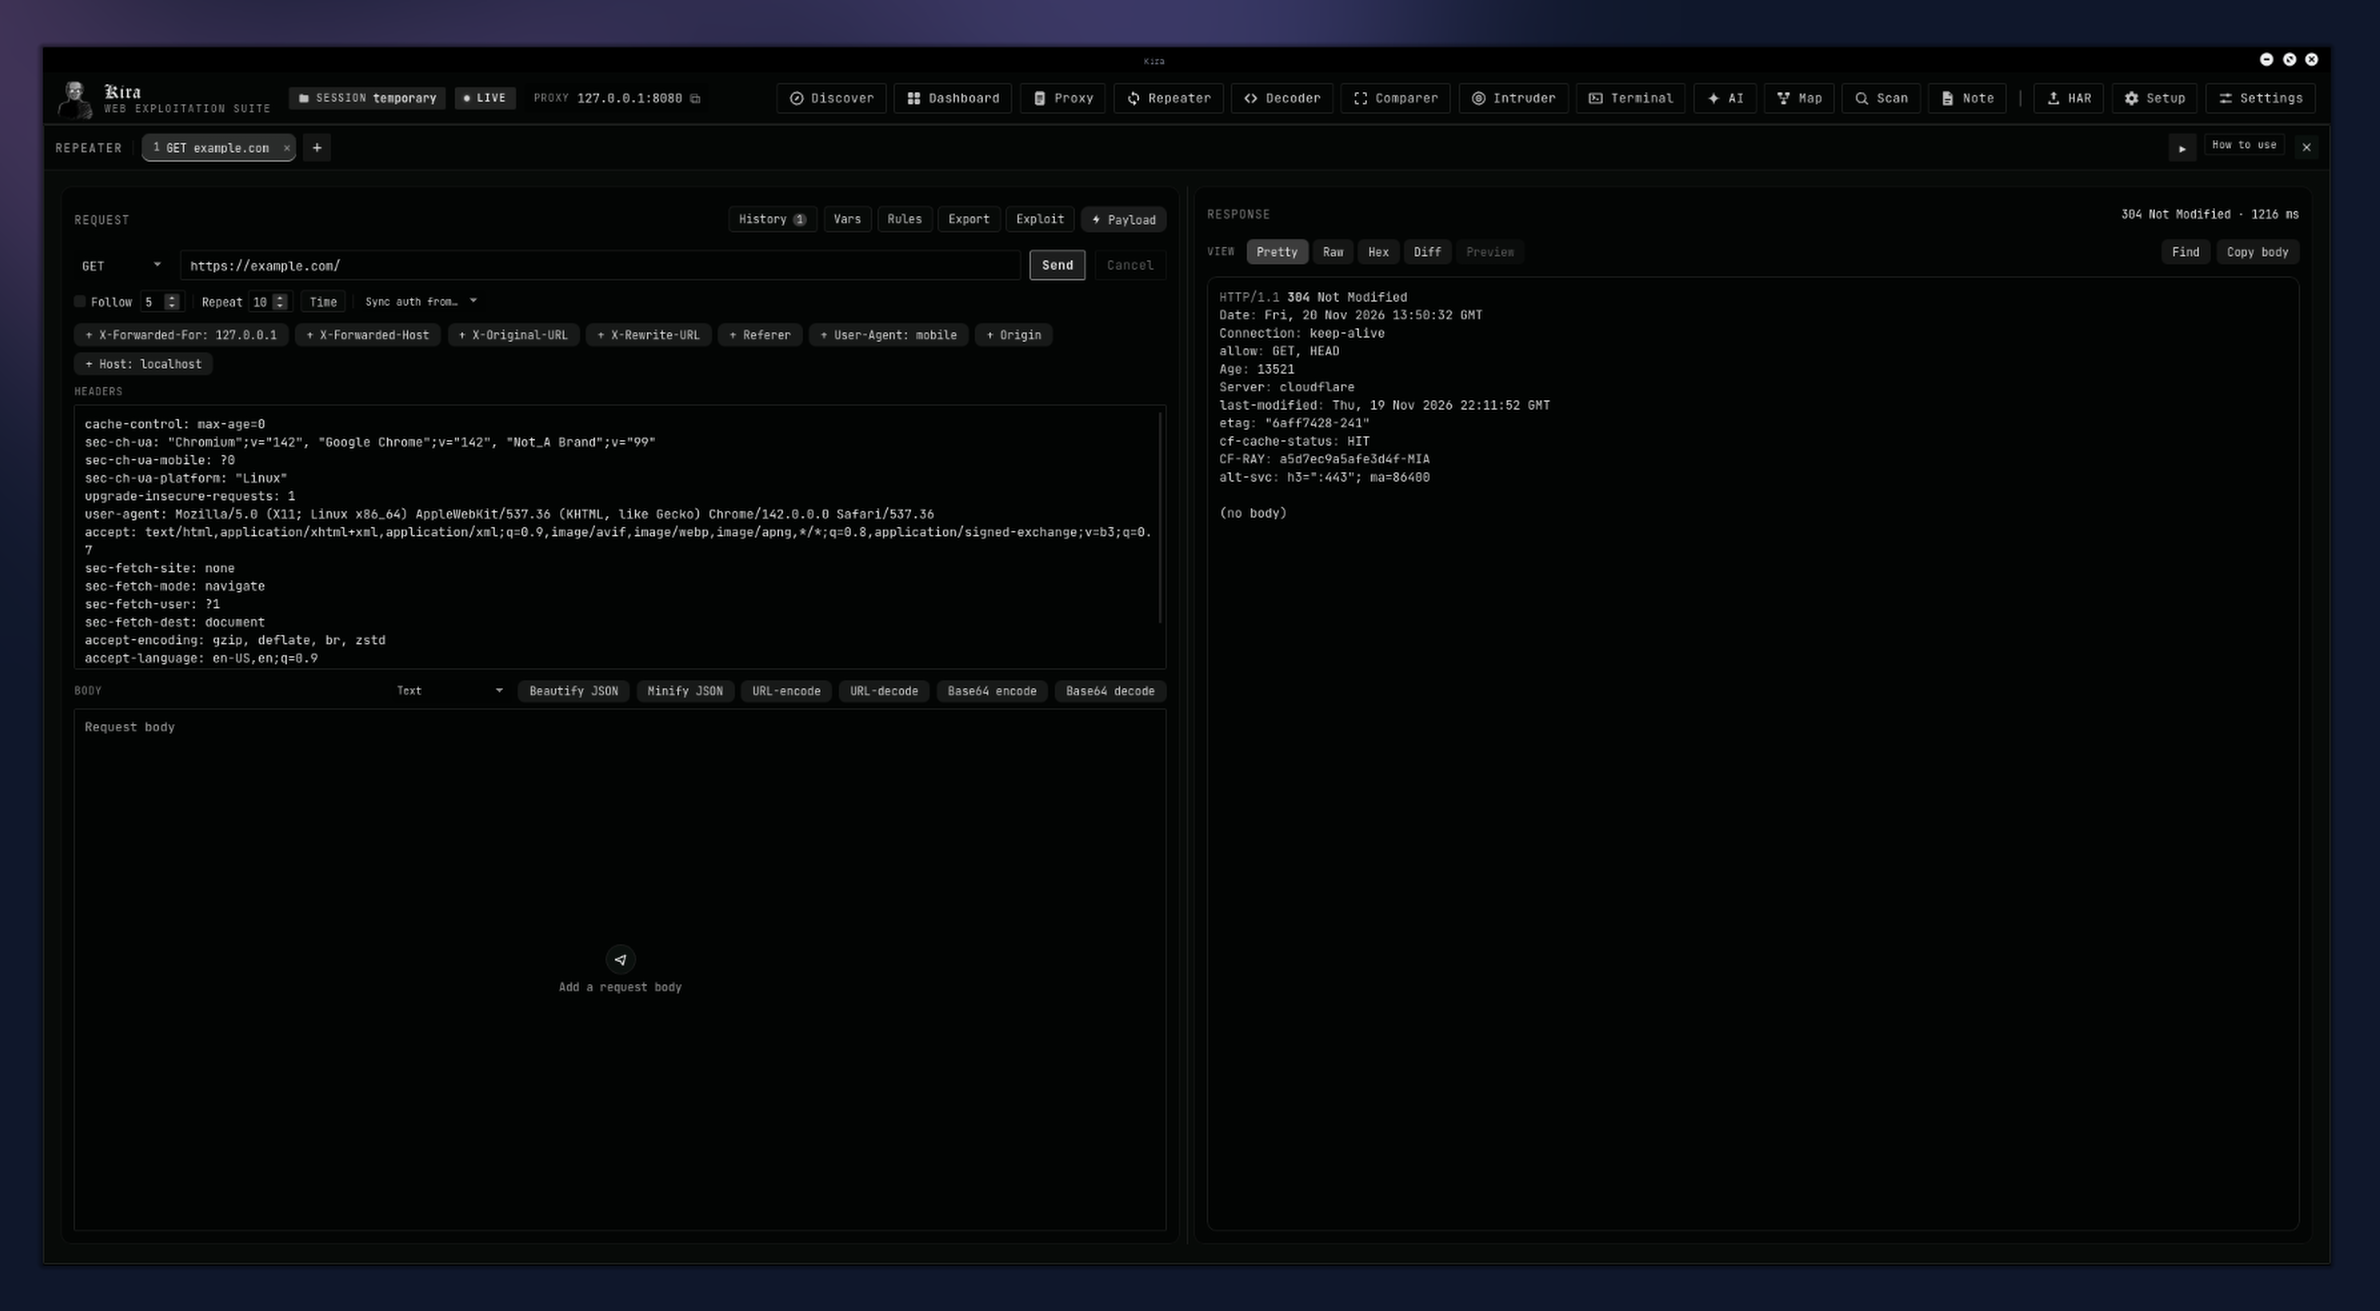 Kira
Kira
WEB EXPLOITATION SUITE
SESSION temporary
LIVE
PROXY 127.0.0.1:8080
Discover
Dashboard
Proxy
Repeater
Decoder
Comparer
Intruder
Terminal
AI
Map
Scan
Note
HAR
Setup
Settings
REPEATER
1 GET example.com ×
+
How to use
REQUEST
History 1
Vars
Rules
Export
Exploit
Payload
GET
https://example.com/
Send
Cancel
Follow 5
Repeat 10
Time
Sync auth from…
+ X-Forwarded-For: 127.0.0.1
+ X-Forwarded-Host
+ X-Original-URL
+ X-Rewrite-URL
+ Referer
+ User-Agent: mobile
+ Origin
+ Host: localhost
HEADERS
cache-control: max-age=0
sec-ch-ua: "Chromium";v="142", "Google Chrome";v="142", "Not_A Brand";v="99"
sec-ch-ua-mobile: ?0
sec-ch-ua-platform: "Linux"
upgrade-insecure-requests: 1
user-agent: Mozilla/5.0 (X11; Linux x86_64) AppleWebKit/537.36 (KHTML, like Gecko) Chrome/142.0.0.0 Safari/537.36
accept: text/html,application/xhtml+xml,application/xml;q=0.9,image/avif,image/webp,image/apng,*/*;q=0.8,application/signed-exchange;v=b3;q=0.
7
sec-fetch-site: none
sec-fetch-mode: navigate
sec-fetch-user: ?1
sec-fetch-dest: document
accept-encoding: gzip, deflate, br, zstd
accept-language: en-US,en;q=0.9
BODY
Text
Beautify JSON
Minify JSON
URL-encode
URL-decode
Base64 encode
Base64 decode
Request body
Add a request body
RESPONSE
304 Not Modified · 1216 ms
VIEW
Pretty
Raw
Hex
Diff
Preview
Find
Copy body
HTTP/1.1 304 Not Modified
Date: Fri, 20 Nov 2026 13:50:32 GMT
Connection: keep-alive
allow: GET, HEAD
Age: 13521
Server: cloudflare
last-modified: Thu, 19 Nov 2026 22:11:52 GMT
etag: "6aff7428-241"
cf-cache-status: HIT
CF-RAY: a5d7ec9a5afe3d4f-MIA
alt-svc: h3=":443"; ma=86400
(no body)